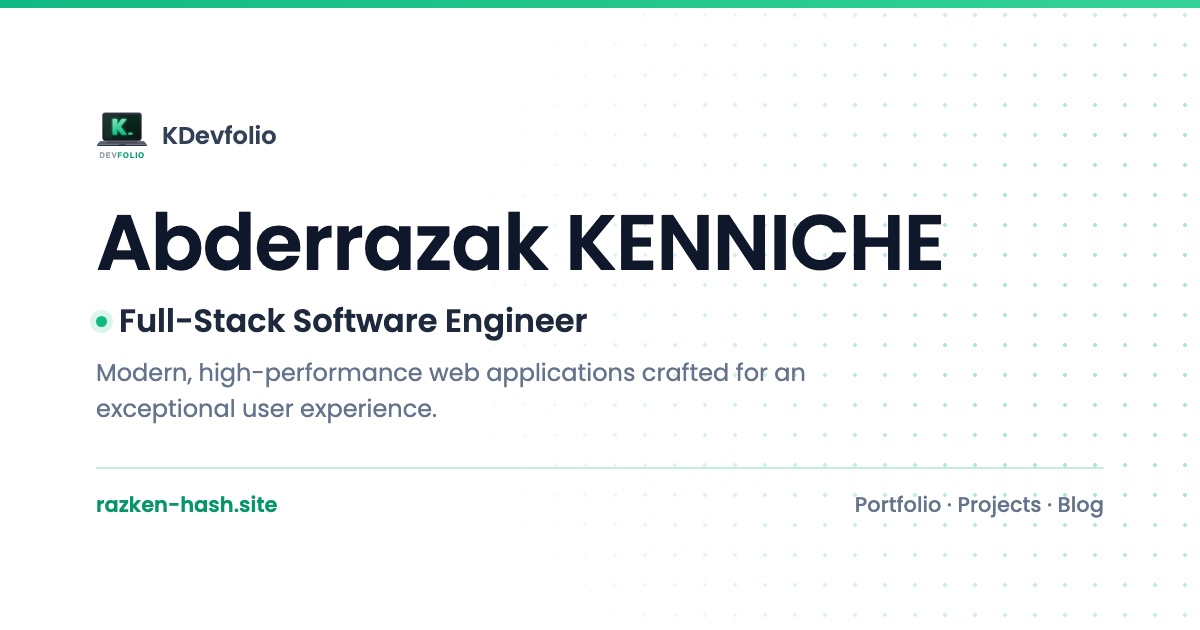 K.
DEVFOLIO
KDevfolio
Abderrazak KENNICHE
Full-Stack Software Engineer
Modern, high-performance web applications crafted for an
exceptional user experience.
razken-hash.site
Portfolio · Projects · Blog